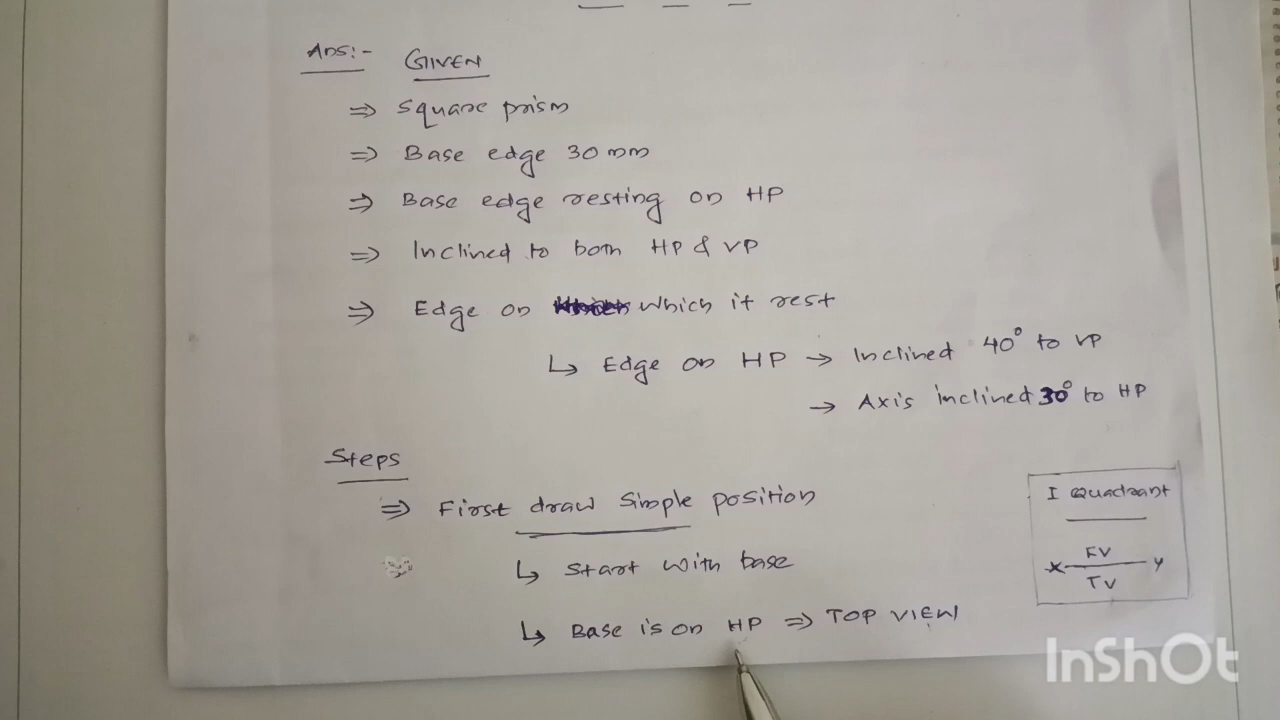 Ans:- GIVEN
⇒ square prism
⇒ Base edge 30 mm
⇒ Base edge resting on HP
⇒ Inclined to both HP & VP
⇒ Edge on which it rest
↳ Edge on HP → Inclined 40° to VP
→ Axis inclined 30° to HP
Steps
⇒ First draw simple position
↳ Start with base
↳ Base is on HP ⇒ TOP VIEW
I Quadrant
FV
X Y
TV
InShOt